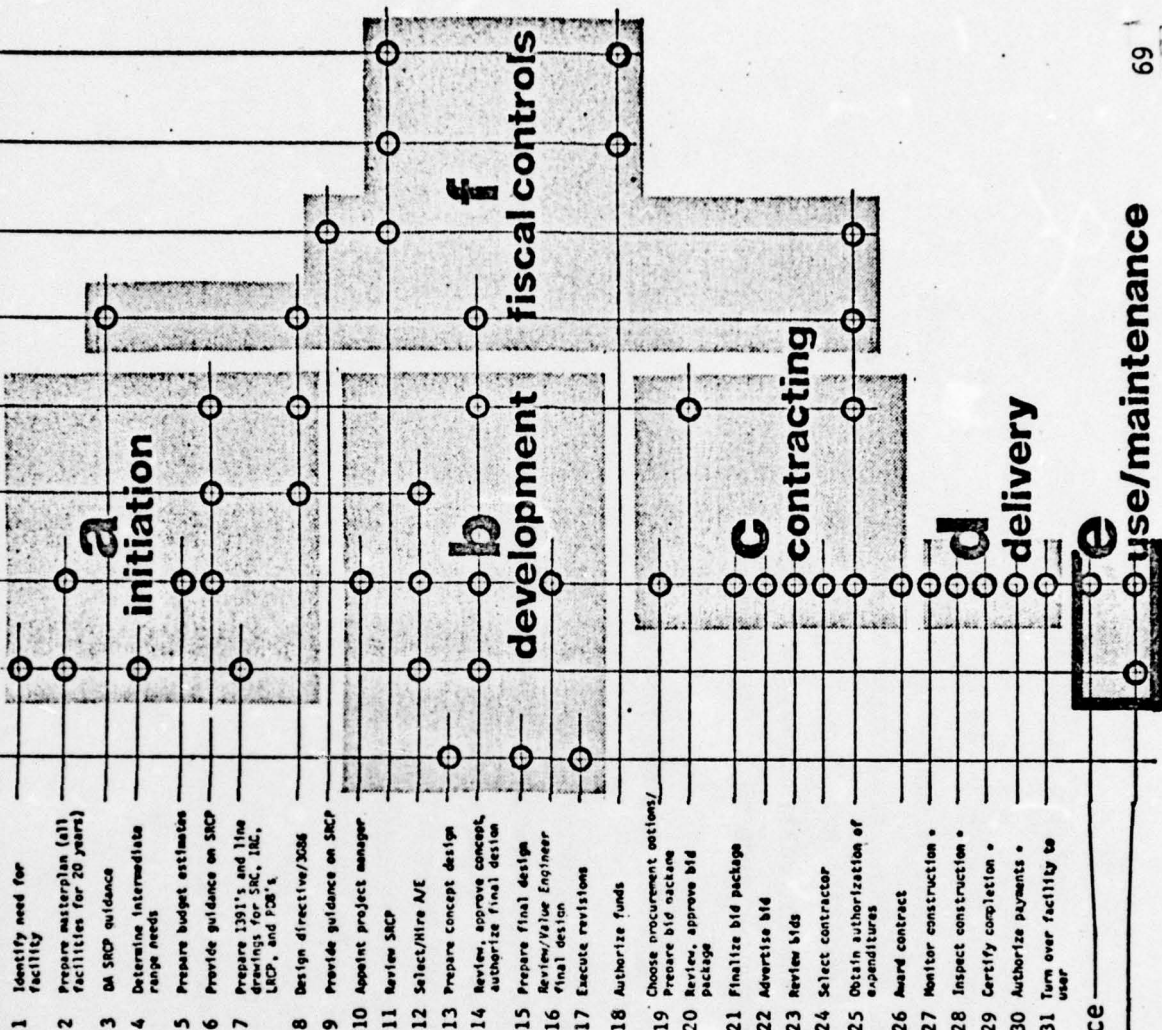 1 Identify need for
facility
2 Prepare masterplan (all
facilities for 20 years)
3 DA SRCP guidance
4 Determine intermediate
range needs
5 Prepare budget estimates
6 Provide guidance on SRCP
7 Prepare 1391's and line
drawings for SRC, IRC,
LRCP, and PDB's
8 Design directive/3086
9 Provide guidance on SRCP
10 Appoint project manager
11 Review SRCP
12 Select/Hire A/E
13 Prepare concept design
14 Review, approve concept,
authorize final design
15 Prepare final design
16 Review/Value Engineer
final design
17 Execute revisions
18 Authorize funds
19 Choose procurement options/
Prepare bid package
20 Review, approve bid
package
21 Finalize bid package
22 Advertise bid
23 Review bids
24 Select contractor
25 Obtain authorization of
expenditures
26 Award contract
27 Monitor construction •
28 Inspect construction •
29 Certify completion •
30 Authorize payments •
31 Turn over facility to
user
a
initiation
b
development
c
contracting
d
delivery
e
use/maintenance
f
fiscal controls
69